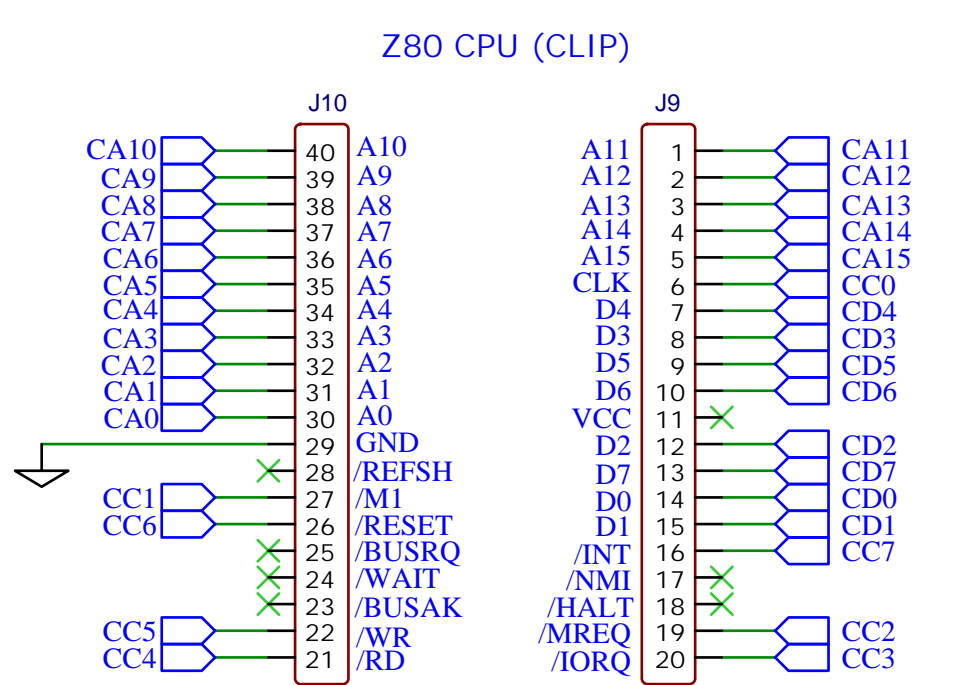 Z80 CPU (CLIP)
J10 J9
CA10 40 A10 A11 1 CA11
CA9 39 A9 A12 2 CA12
CA8 38 A8 A13 3 CA13
CA7 37 A7 A14 4 CA14
CA6 36 A6 A15 5 CA15
CA5 35 A5 CLK 6 CC0
CA4 34 A4 D4 7 CD4
CA3 33 A3 D3 8 CD3
CA2 32 A2 D5 9 CD5
CA1 31 A1 D6 10 CD6
CA0 30 A0 VCC 11
29 GND D2 12 CD2
28 /REFSH D7 13 CD7
CC1 27 /M1 D0 14 CD0
CC6 26 /RESET D1 15 CD1
25 /BUSRQ /INT 16 CC7
24 /WAIT /NMI 17
23 /BUSAK /HALT 18
CC5 22 /WR /MREQ 19 CC2
CC4 21 /RD /IORQ 20 CC3